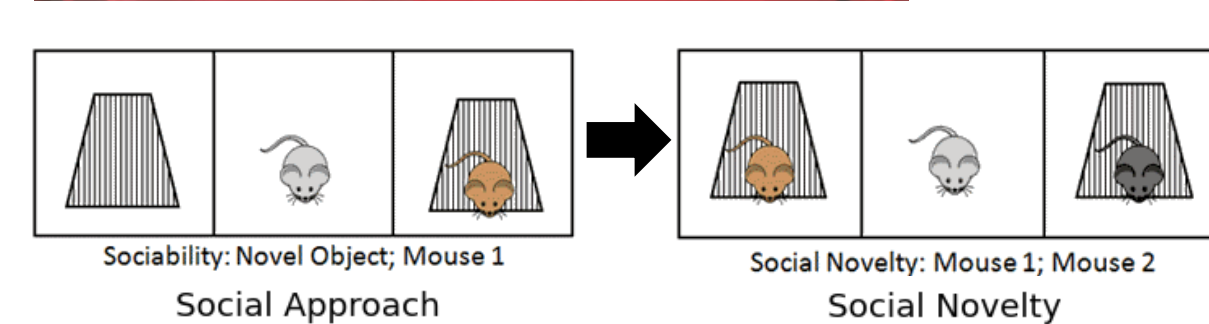 Sociability: Novel Object; Mouse 1
Social Approach
Social Novelty: Mouse 1; Mouse 2
Social Novelty